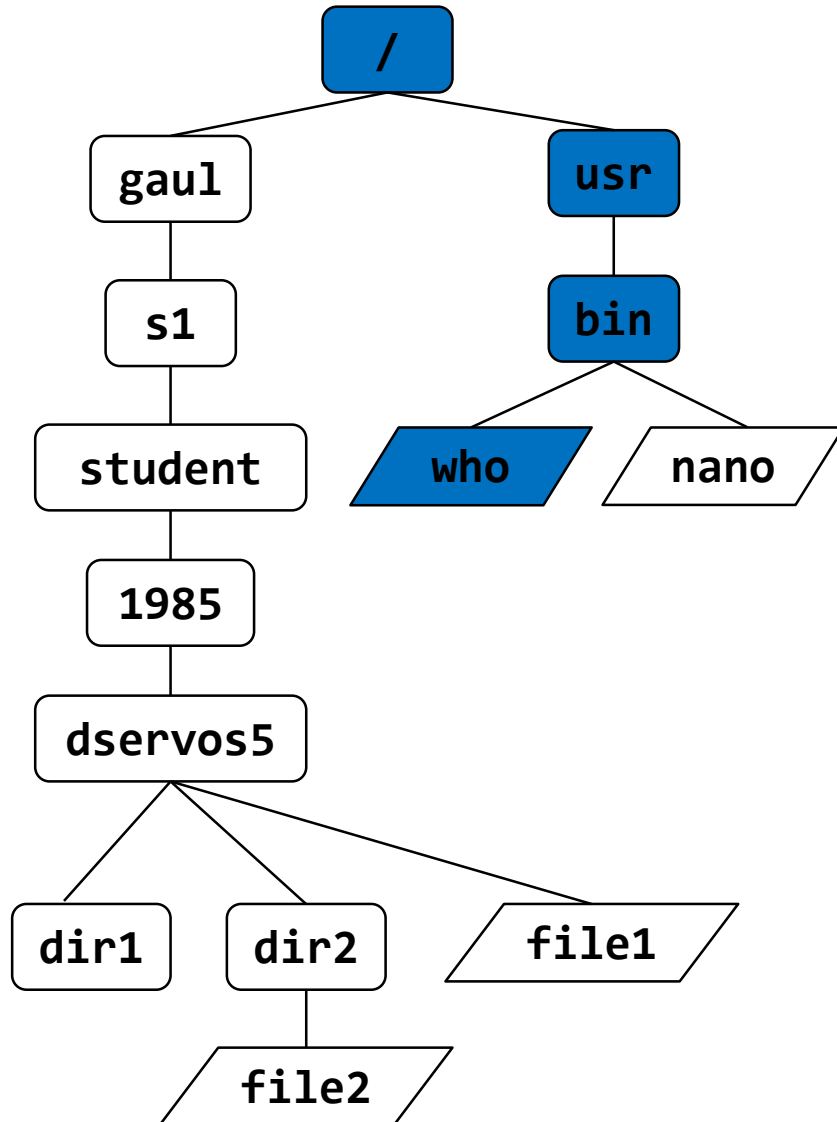 /
gaul
usr
s1
bin
student
who
nano
1985
dservos5
dir1
dir2
file1
file2